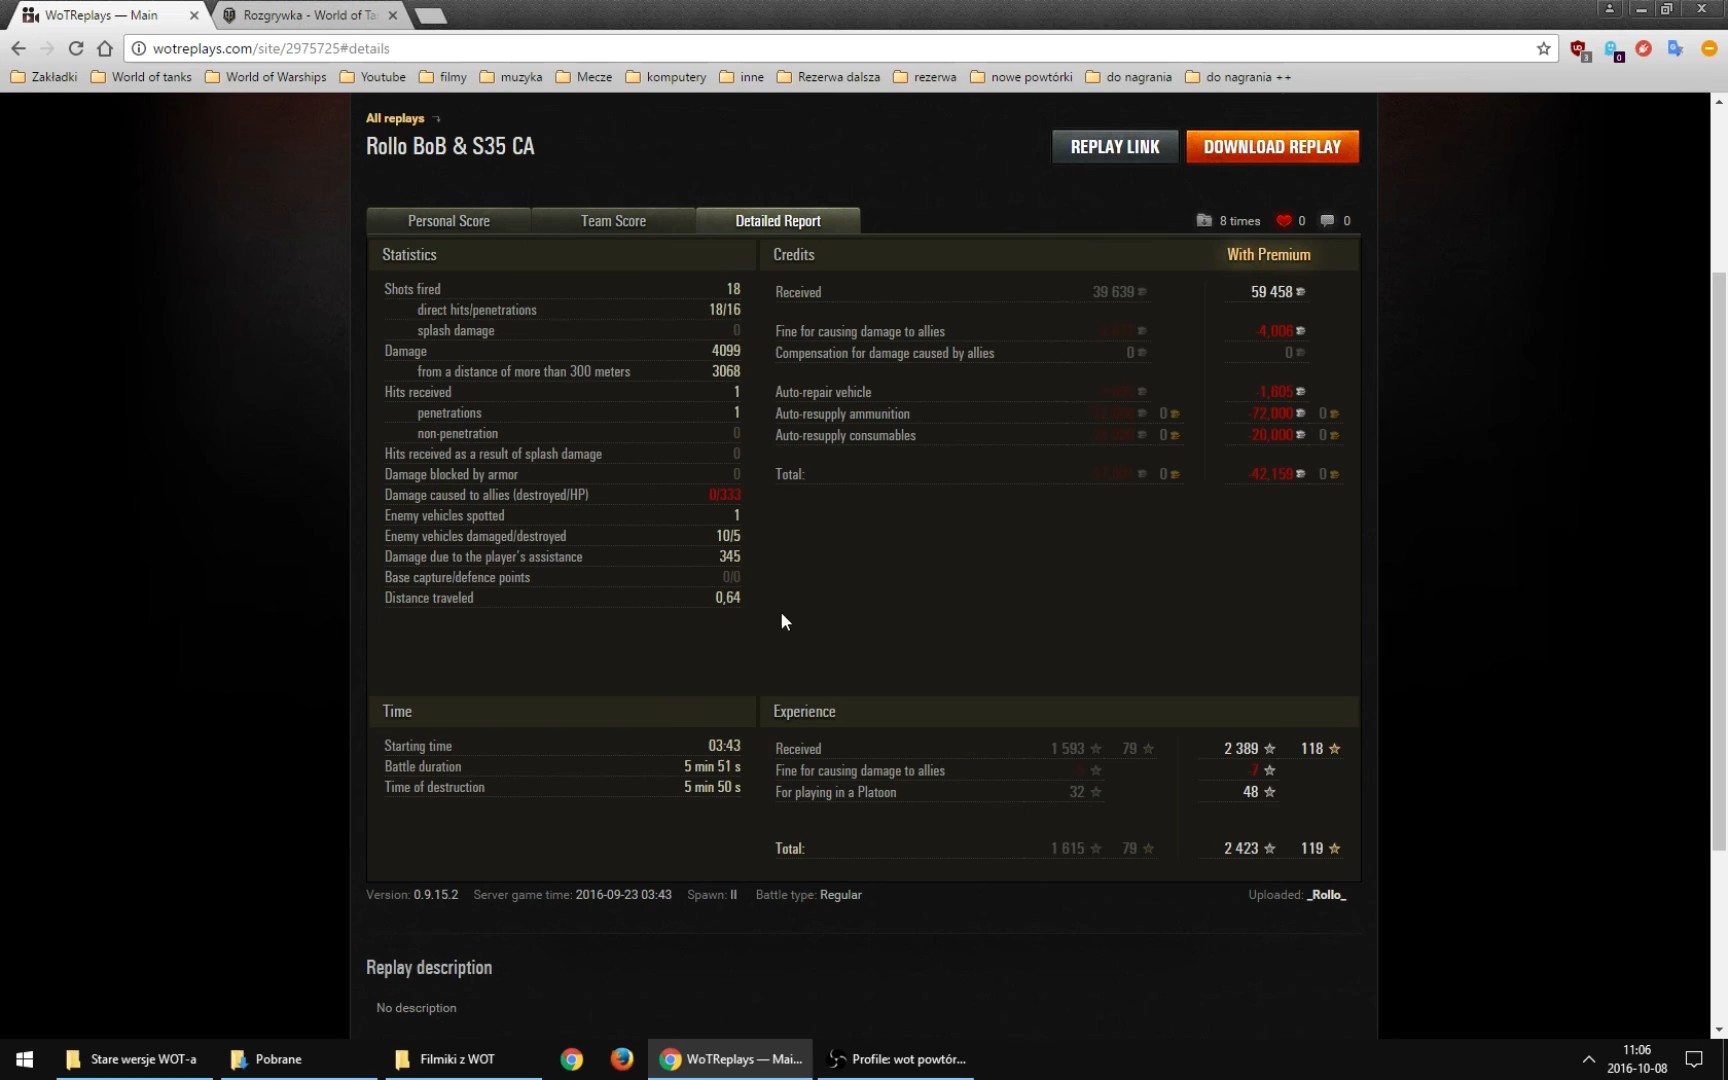 WoTReplays — Main
Rozgrywka - World of Ta
wotreplays.com/site/2975725#details
3
0
Zakładki World of tanks World of Warships Youtube filmy muzyka Mecze komputery inne Rezerwa dalsza rezerwa nowe powtórki do nagrania do nagrania ++
All replays
Rollo BoB & S35 CA
REPLAY LINK DOWNLOAD REPLAY
Personal Score Team Score Detailed Report 8 times 0 0
Statistics Credits With Premium
Shots fired 18
direct hits/penetrations 18/16
splash damage 0
Damage 4099
from a distance of more than 300 meters 3068
Hits received 1
penetrations 1
non-penetration 0
Hits received as a result of splash damage 0
Damage blocked by armor 0
Damage caused to allies (destroyed/HP) 0/333
Enemy vehicles spotted 1
Enemy vehicles damaged/destroyed 10/5
Damage due to the player's assistance 345
Base capture/defence points 0/0
Distance traveled 0,64
Received 39 639 59 458
Fine for causing damage to allies -4,006
Compensation for damage caused by allies 0 0
Auto-repair vehicle -1,605
Auto-resupply ammunition 0 -72,000 0
Auto-resupply consumables 0 -20,000 0
Total: 0 -42,159 0
Time Experience
Starting time 03:43
Battle duration 5 min 51 s
Time of destruction 5 min 50 s
Received 1 593 79 2 389 118
Fine for causing damage to allies -7
For playing in a Platoon 32 48
Total: 1 615 79 2 423 119
Version: 0.9.15.2 Server game time: 2016-09-23 03:43 Spawn: II Battle type: Regular Uploaded: _Rollo_
Replay description
No description
Stare wersje WOT-a Pobrane Filmiki z WOT WoTReplays — Mai... Profile: wot powtór...
11:06
2016-10-08